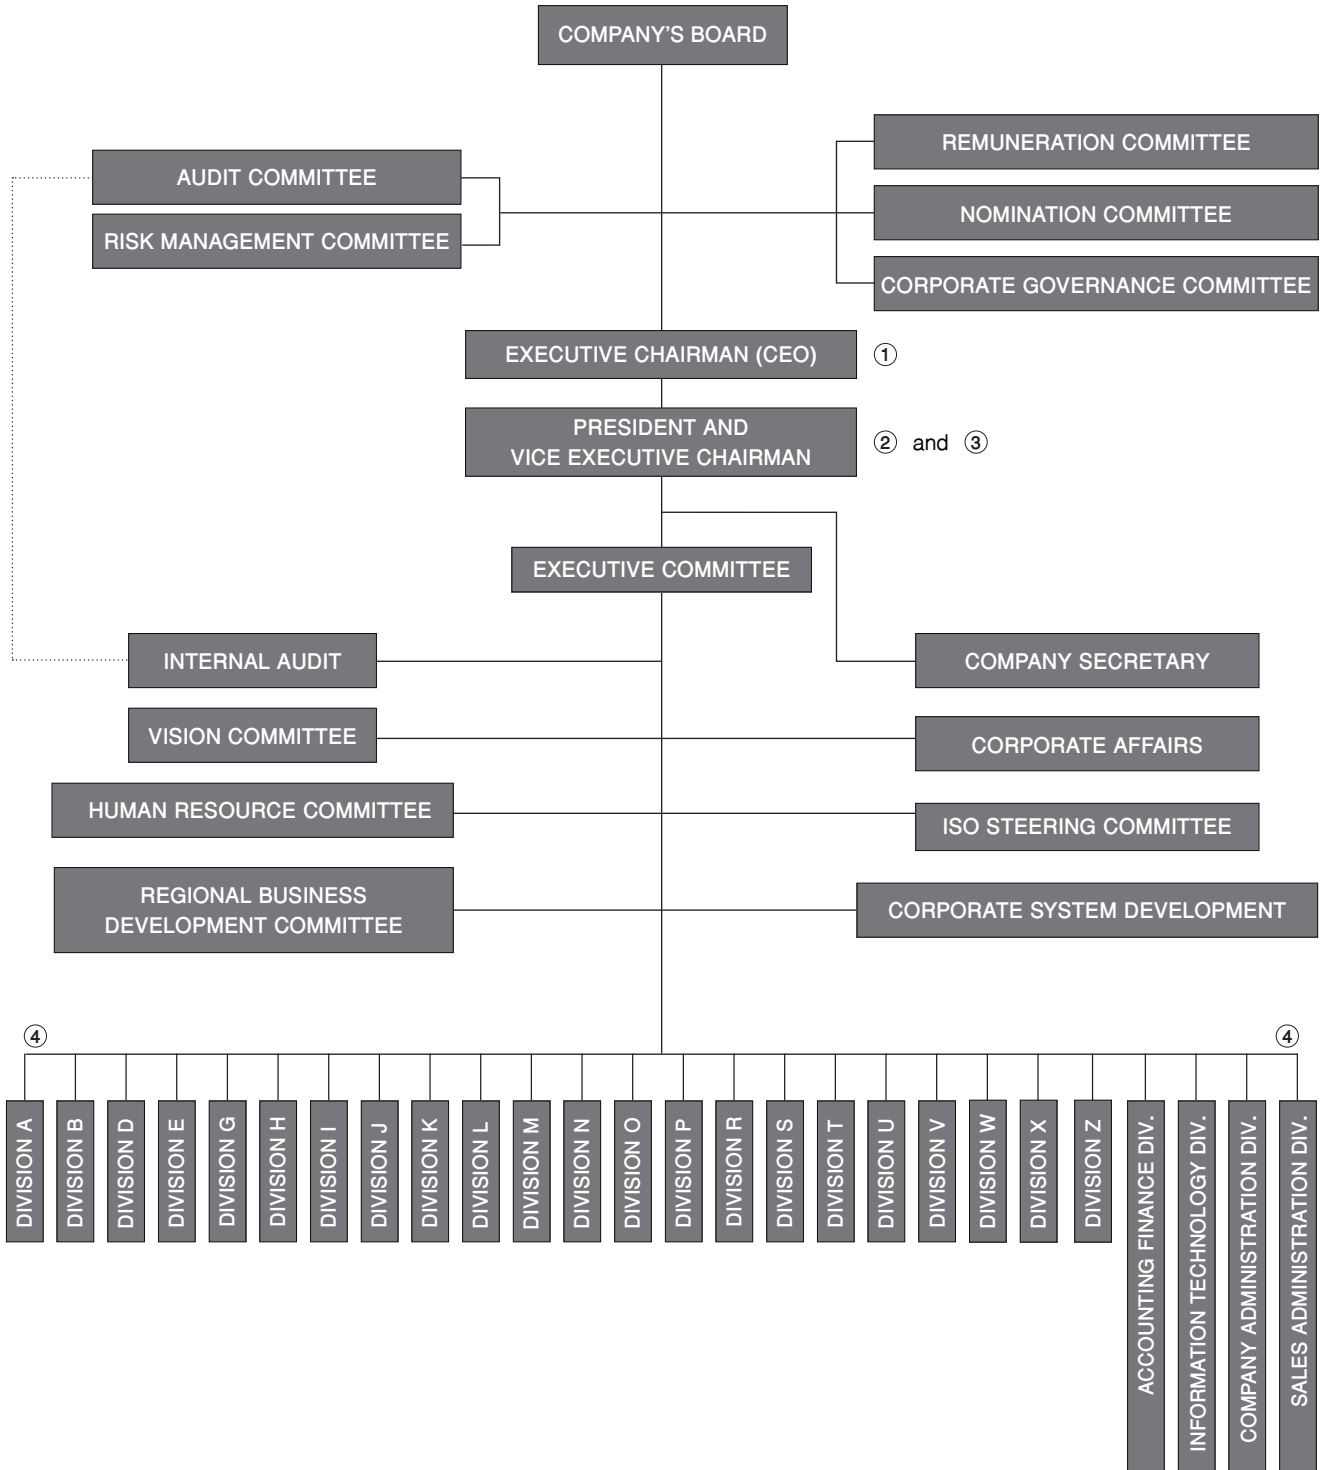 COMPANY'S BOARD
REMUNERATION COMMITTEE
AUDIT COMMITTEE
NOMINATION COMMITTEE
RISK MANAGEMENT COMMITTEE
CORPORATE GOVERNANCE COMMITTEE
EXECUTIVE CHAIRMAN (CEO) ①
PRESIDENT AND
VICE EXECUTIVE CHAIRMAN
② and ③
EXECUTIVE COMMITTEE
INTERNAL AUDIT
COMPANY SECRETARY
VISION COMMITTEE
CORPORATE AFFAIRS
HUMAN RESOURCE COMMITTEE
ISO STEERING COMMITTEE
REGIONAL BUSINESS
DEVELOPMENT COMMITTEE
CORPORATE SYSTEM DEVELOPMENT
④
④
DIVISION A
DIVISION B
DIVISION D
DIVISION E
DIVISION G
DIVISION H
DIVISION I
DIVISION J
DIVISION K
DIVISION L
DIVISION M
DIVISION N
DIVISION O
DIVISION P
DIVISION R
DIVISION S
DIVISION T
DIVISION U
DIVISION V
DIVISION W
DIVISION X
DIVISION Z
ACCOUNTING FINANCE DIV.
INFORMATION TECHNOLOGY DIV.
COMPANY ADMINISTRATION DIV.
SALES ADMINISTRATION DIV.